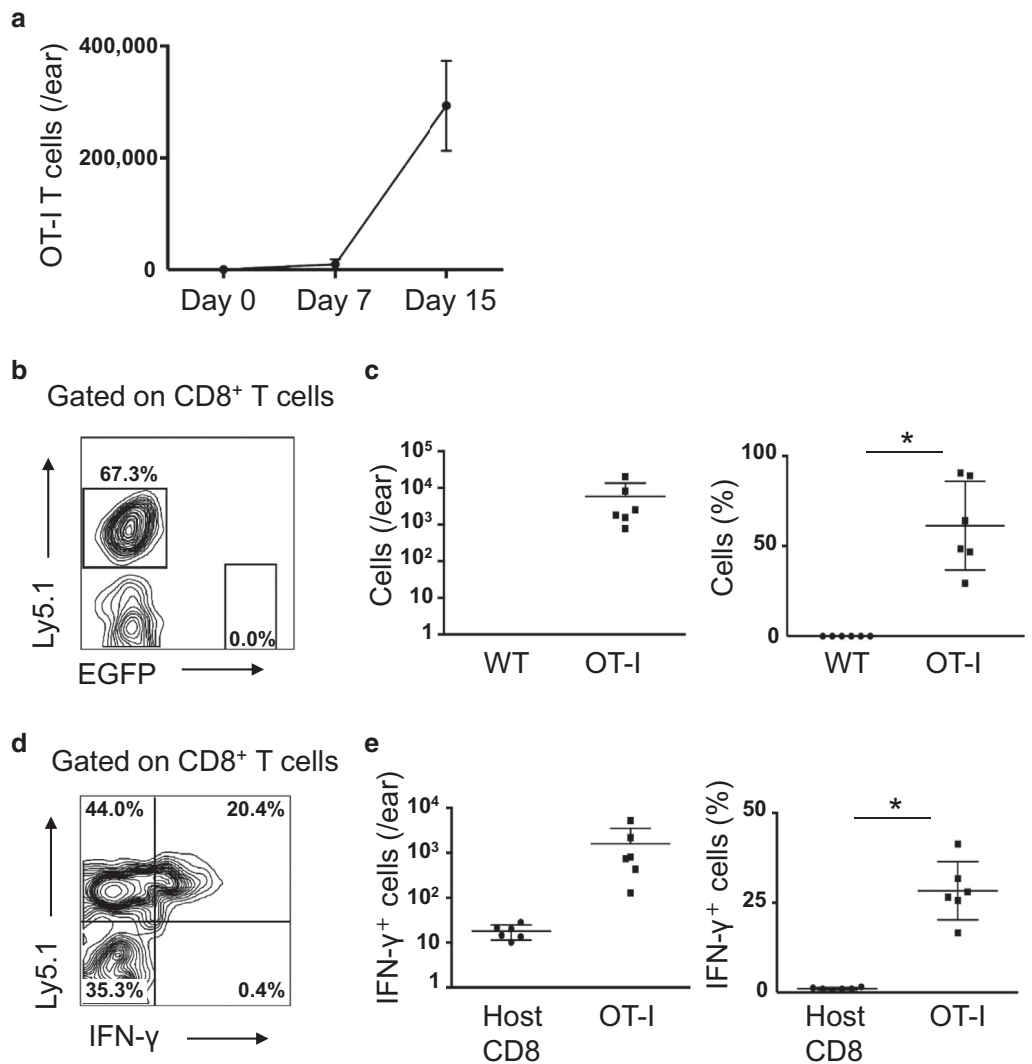 a
OT-I T cells (/ear)
400,000
200,000
0
Day 0 Day 7 Day 15
b
Gated on CD8⁺ T cells
Ly5.1
67.3%
0.0%
EGFP
c
Cells (/ear)
10⁵
10⁴
10³
10²
10
1
WT OT-I
Cells (%)
100
50
0
*
WT OT-I
d
Gated on CD8⁺ T cells
Ly5.1
44.0% 20.4%
35.3% 0.4%
IFN-γ
e
IFN-γ⁺ cells (/ear)
10⁴
10³
10²
10
1
Host OT-I
CD8
IFN-γ⁺ cells (%)
50
25
0
*
Host OT-I
CD8